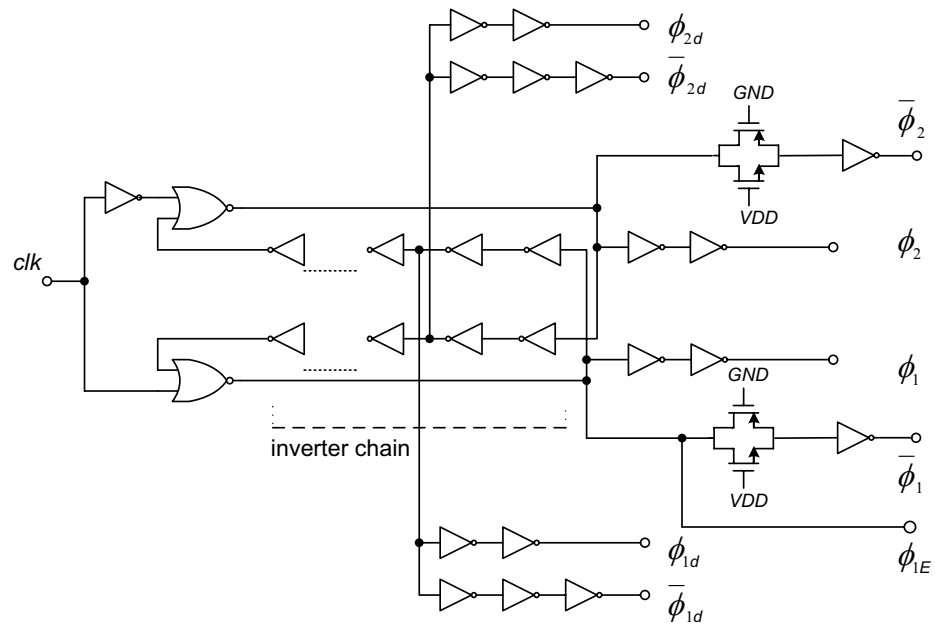 ϕ2d
ϕ̅2d
GND
ϕ̅2
VDD
clk
ϕ2
ϕ1
GND
inverter chain
ϕ̅1
VDD
ϕ1E
ϕ1d
ϕ̅1d